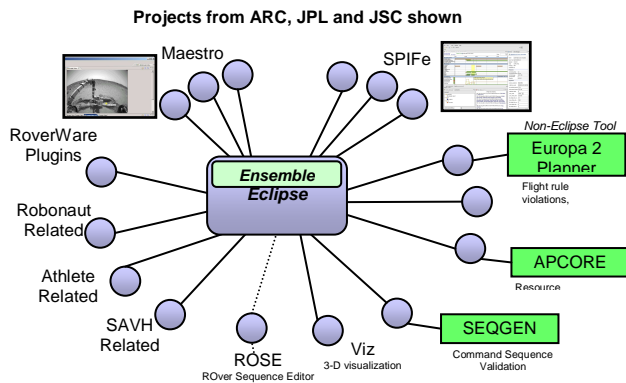 Projects from ARC, JPL and JSC shown
Maestro
SPIFe
Non-Eclipse Tool
Europa 2
Planner
Flight rule
violations,
RoverWare
Plugins
Ensemble
Eclipse
Robonaut
Related
Athlete
Related
APCORE
Resource
SAVH
Related
ROSE
ROver Sequence Editor
Viz
3-D visualization
SEQGEN
Command Sequence
Validation